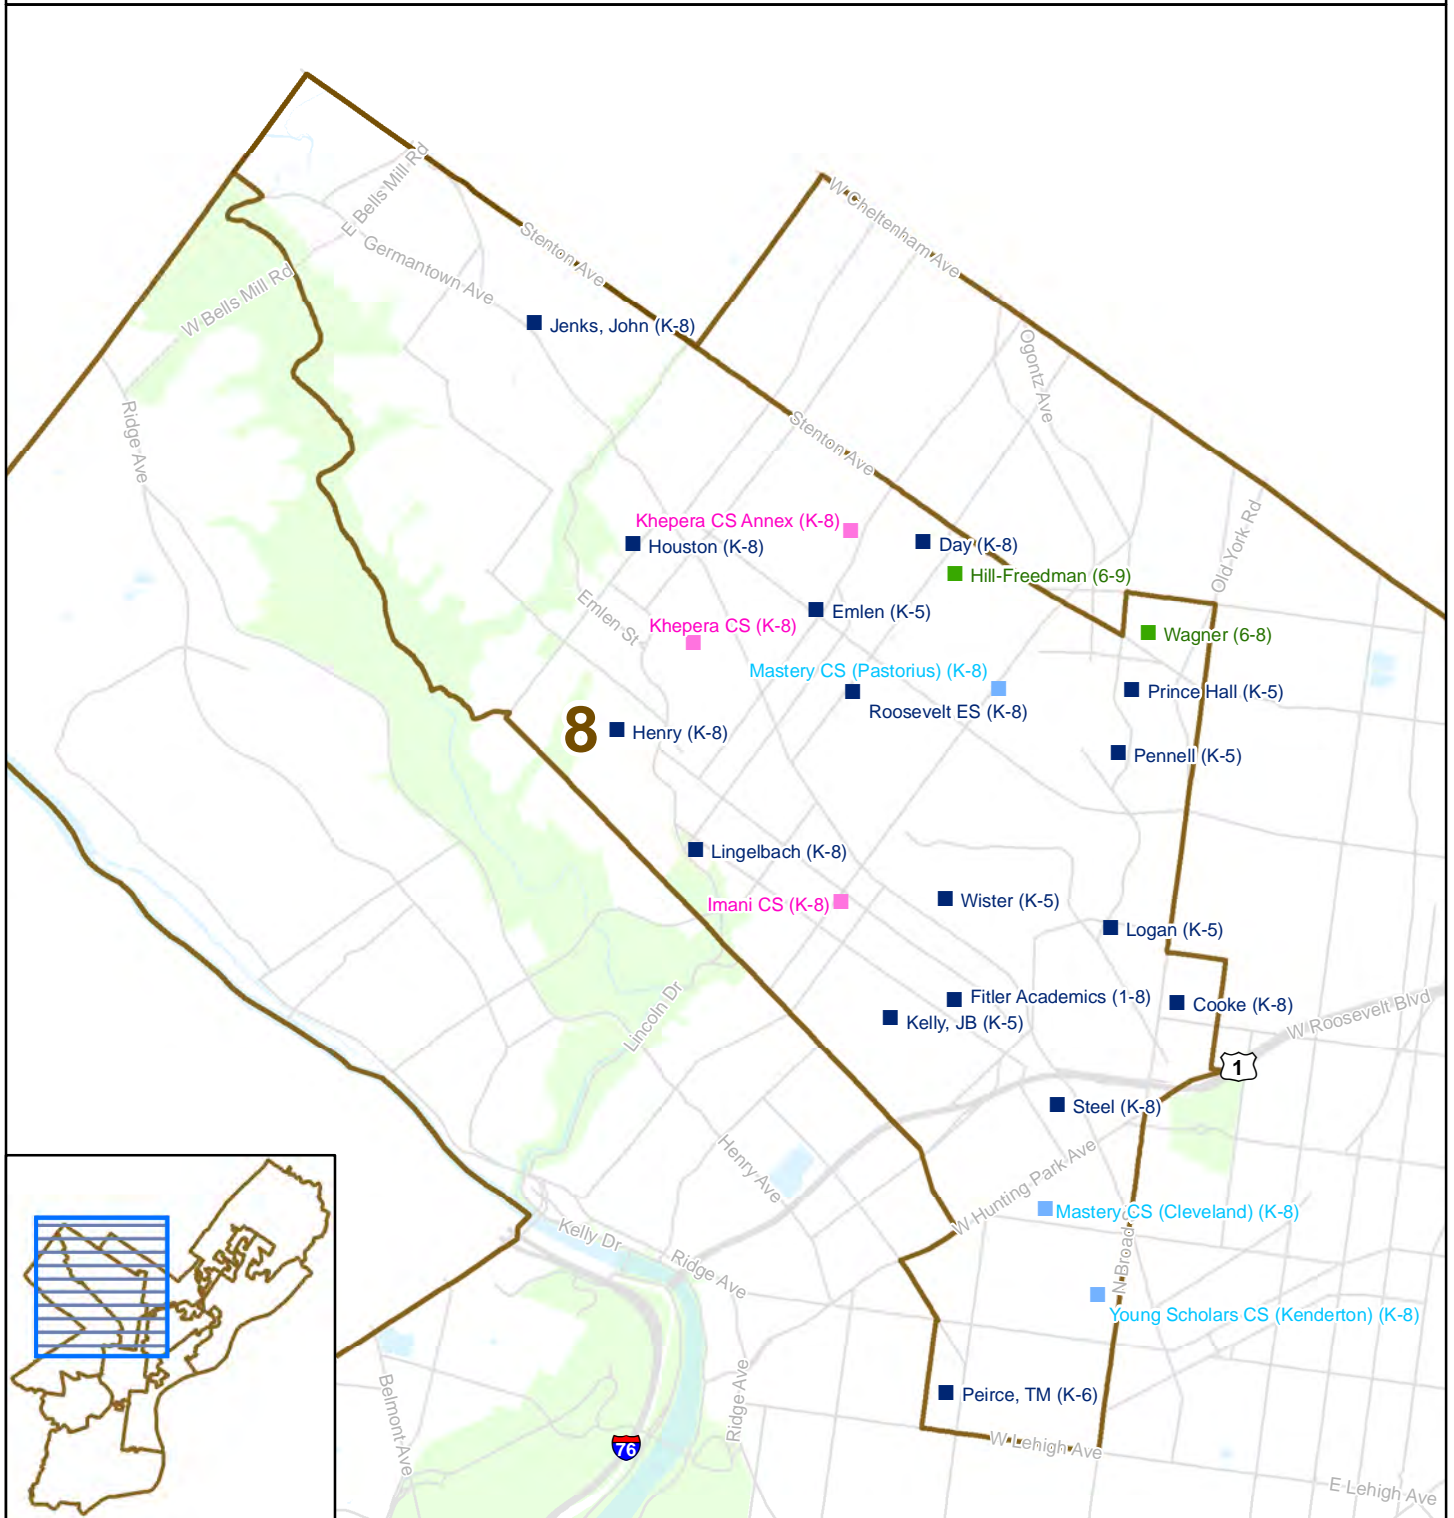 E Bells Mill Rd
W Cheltenham Ave
Stenton Ave
Germantown Ave
W Bells Mill Rd
Jenks, John (K-8)
Ogontz Ave
Ridge Ave
Stenton Ave
Old York Rd
Khepera CS Annex (K-8)
Houston (K-8)
Day (K-8)
Hill-Freedman (6-9)
Emlen St
Emlen (K-5)
Khepera CS (K-8)
Wagner (6-8)
Mastery CS (Pastorius) (K-8)
Prince Hall (K-5)
Roosevelt ES (K-8)
8
Henry (K-8)
Pennell (K-5)
Lingelbach (K-8)
Imani CS (K-8)
Wister (K-5)
Logan (K-5)
Fitler Academics (1-8)
Cooke (K-8)
Kelly, JB (K-5)
W Roosevelt Blvd
Lincoln Dr
1
Steel (K-8)
Henry Ave
W Hunting Park Ave
Mastery CS (Cleveland) (K-8)
Kelly Dr
N Broad S
Ridge Ave
Young Scholars CS (Kenderton) (K-8)
Peirce, TM (K-6)
Ridge Ave
Belmont Ave
76
W Lehigh Ave
E Lehigh Ave